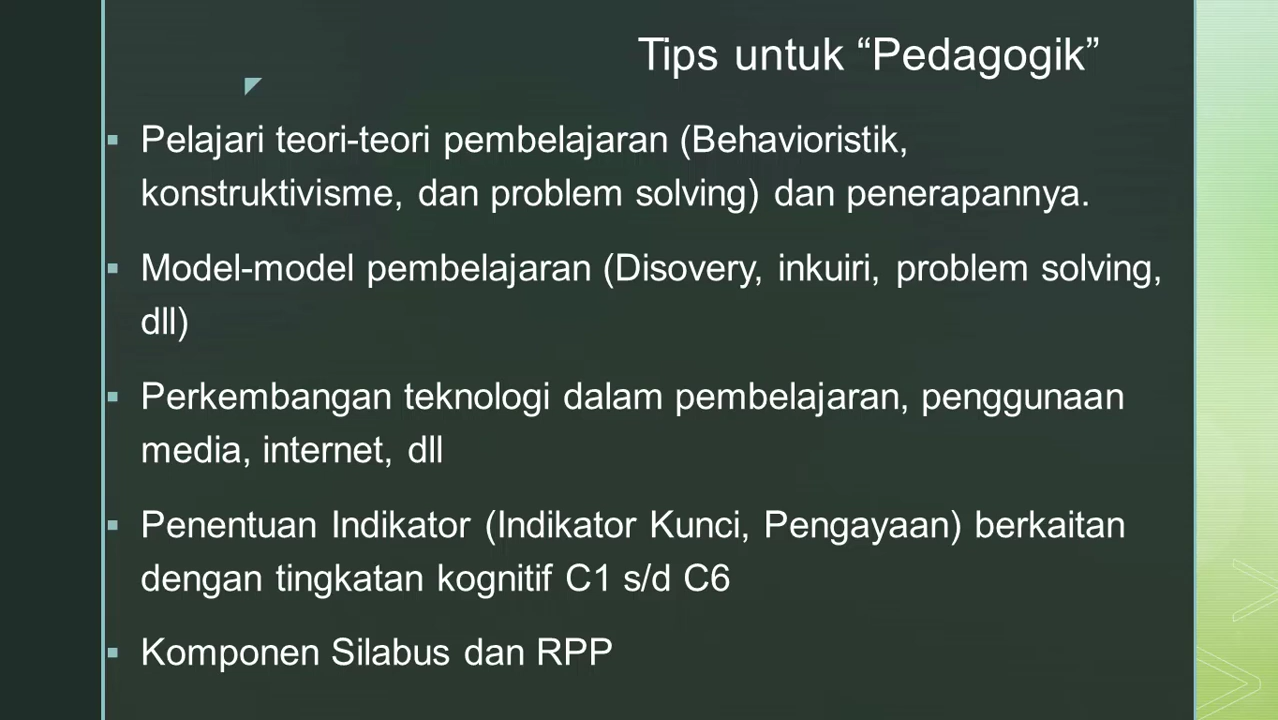 Tips untuk “Pedagogik”
▪ Pelajari teori-teori pembelajaran (Behavioristik,
konstruktivisme, dan problem solving) dan penerapannya.
▪ Model-model pembelajaran (Disovery, inkuiri, problem solving,
dll)
▪ Perkembangan teknologi dalam pembelajaran, penggunaan
media, internet, dll
▪ Penentuan Indikator (Indikator Kunci, Pengayaan) berkaitan
dengan tingkatan kognitif C1 s/d C6
▪ Komponen Silabus dan RPP